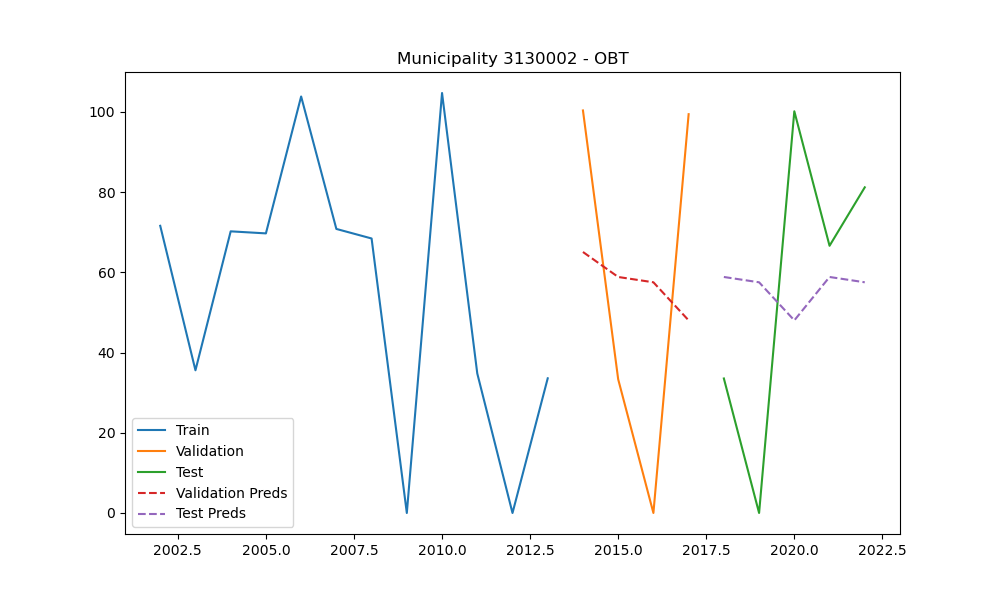 Municipality 3130002 - OBT
100
80
60
40
20
0
Train
Validation
Test
Validation Preds
Test Preds
2002.5 2005.0 2007.5 2010.0 2012.5 2015.0 2017.5 2020.0 2022.5